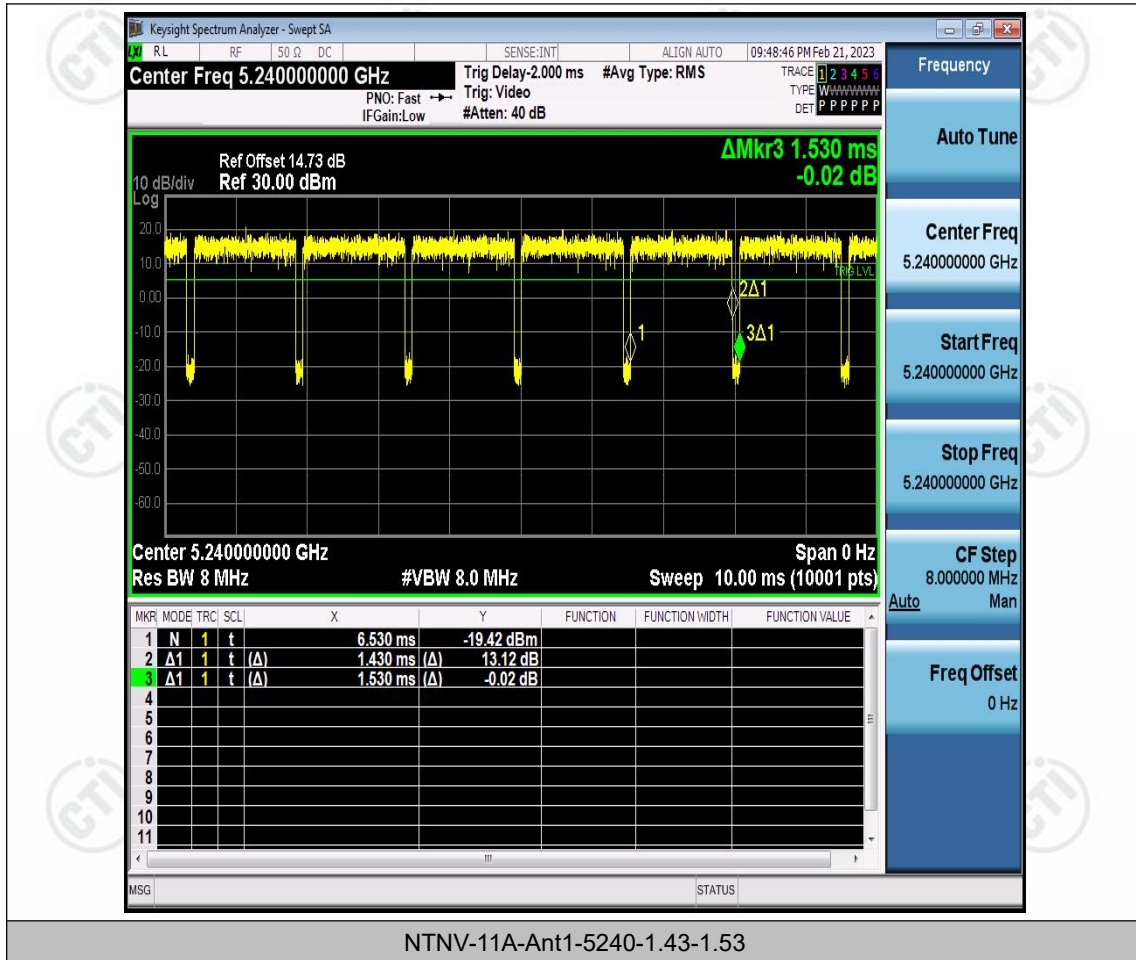 Keysight Spectrum Analyzer - Swept SA
LXI RL RF 50 Ω DC SENSE:INT ALIGN AUTO 09:48:46 PM Feb 21, 2023
Center Freq 5.240000000 GHz
PNO: Fast
IFGain:Low
Trig Delay-2.000 ms
Trig: Video
#Atten: 40 dB
#Avg Type: RMS
TRACE 1 2 3 4 5 6
TYPE WWWWWW
DET P P P P P P
ΔMkr3 1.530 ms
-0.02 dB
Ref Offset 14.73 dB
10 dB/div Ref 30.00 dBm
Log
20.0
10.0
TRIG LVL
0.00
2Δ1
-10.0
1
3Δ1
-20.0
-30.0
-40.0
-50.0
-60.0
Center 5.240000000 GHz Span 0 Hz
Res BW 8 MHz #VBW 8.0 MHz Sweep 10.00 ms (10001 pts)
MKR MODE TRC SCL X Y FUNCTION FUNCTION WIDTH FUNCTION VALUE
1 N 1 t 6.530 ms -19.42 dBm
2 Δ1 1 t (Δ) 1.430 ms (Δ) 13.12 dB
3 Δ1 1 t (Δ) 1.530 ms (Δ) -0.02 dB
4
5
6
7
8
9
10
11
MSG STATUS
Frequency
Auto Tune
Center Freq
5.240000000 GHz
Start Freq
5.240000000 GHz
Stop Freq
5.240000000 GHz
CF Step
8.000000 MHz
Auto Man
Freq Offset
0 Hz
CTI
CTI
CTI
CTI
CTI
CTI
NTNV-11A-Ant1-5240-1.43-1.53